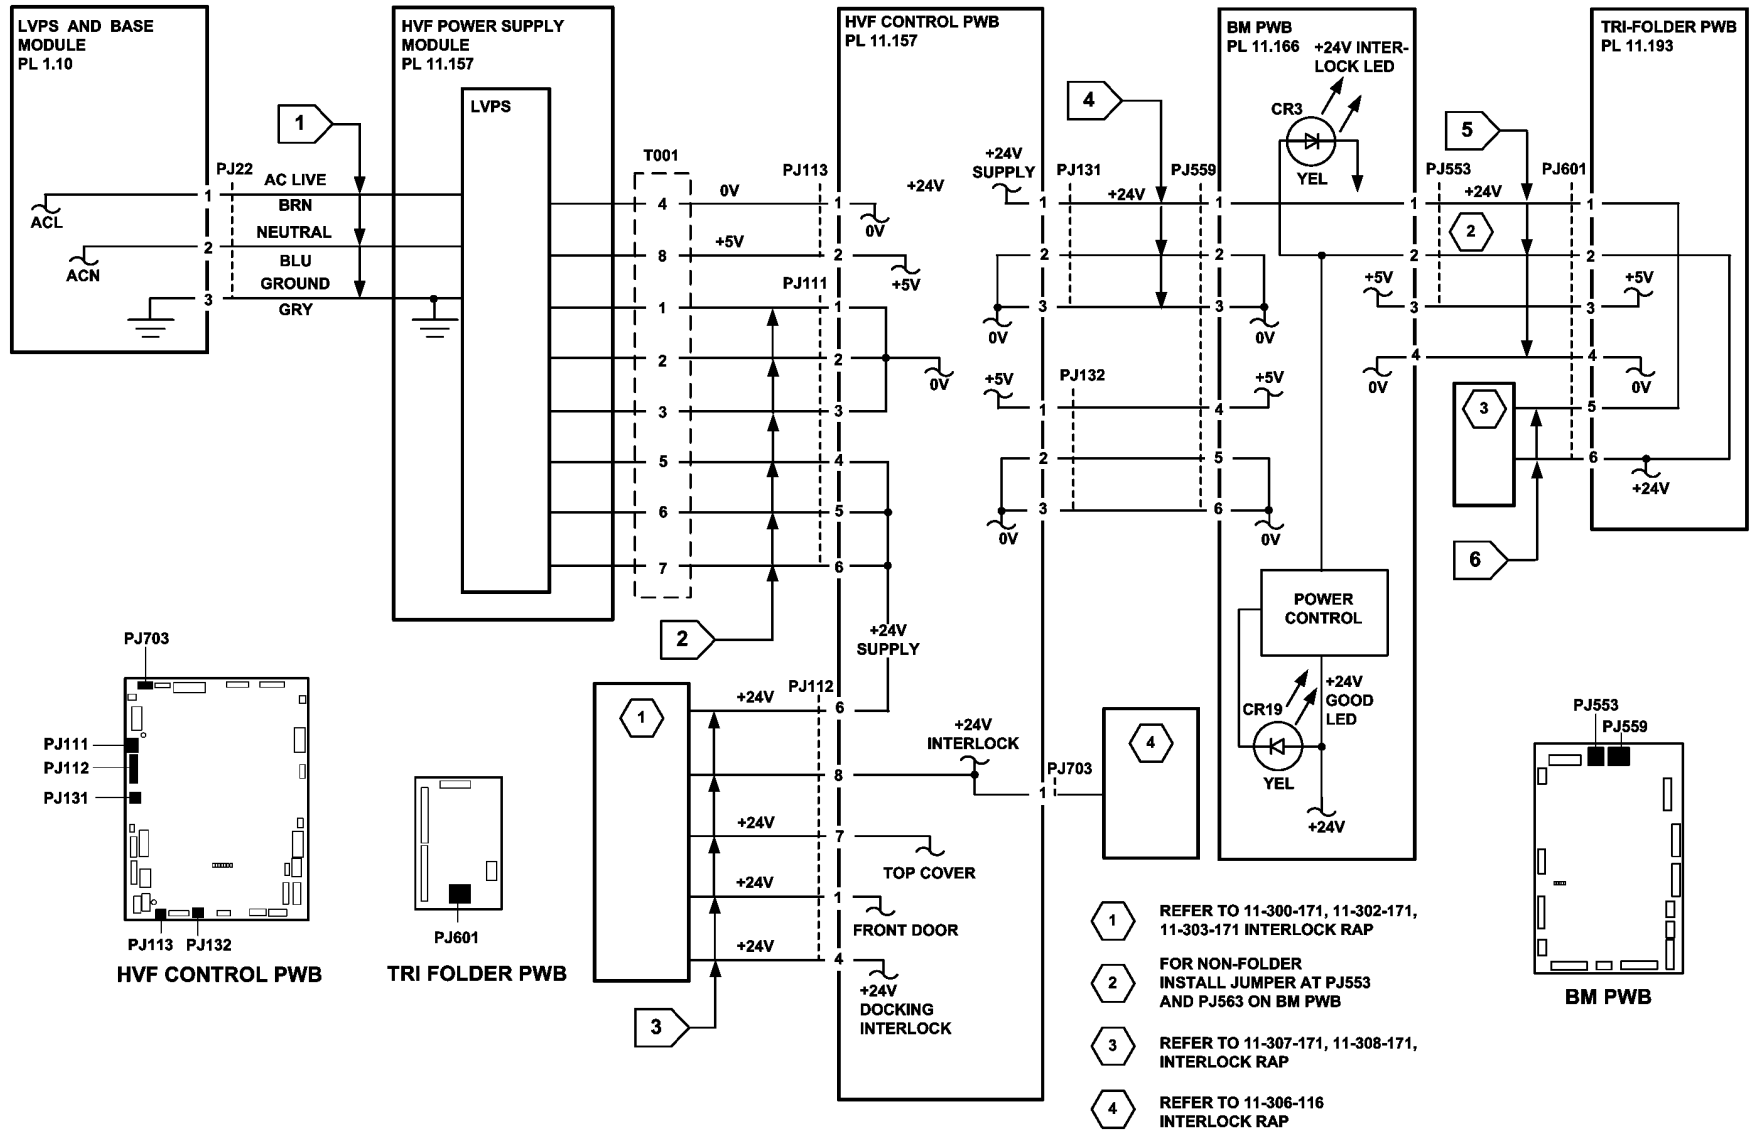 LVPS AND BASE
MODULE
PL 1.10
HVF POWER SUPPLY
MODULE
PL 11.157
LVPS
HVF CONTROL PWB
PL 11.157
BM PWB
PL 11.166
+24V INTER-
LOCK LED
TRI-FOLDER PWB
PL 11.193
1
4
5
CR3
YEL
PJ22
AC LIVE
BRN
NEUTRAL
BLU
GROUND
GRY
1
2
3
ACL
ACN
T001
4
8
1
2
3
5
6
7
0V
+5V
PJ113
1
2
PJ111
1
2
3
4
5
6
+24V
0V
+5V
0V
+24V
SUPPLY
+24V
SUPPLY
PJ131
+24V
PJ559
1
2
3
1
2
3
0V
0V
+5V
PJ132
+5V
1
2
3
4
5
6
0V
0V
PJ553
+24V
PJ601
1
2
3
4
2
1
2
3
4
5
6
+5V
+5V
0V
0V
3
+24V
6
2
POWER
CONTROL
+24V
GOOD
LED
CR19
YEL
+24V
1
+24V
PJ112
6
8
+24V
7
+24V
1
+24V
4
3
+24V
INTERLOCK
TOP COVER
FRONT DOOR
+24V
DOCKING
INTERLOCK
1
PJ703
4
PJ703
PJ111
PJ112
PJ131
PJ113
PJ132
HVF CONTROL PWB
PJ601
TRI FOLDER PWB
PJ553
PJ559
BM PWB
1
REFER TO 11-300-171, 11-302-171,
11-303-171 INTERLOCK RAP
2
FOR NON-FOLDER
INSTALL JUMPER AT PJ553
AND PJ563 ON BM PWB
3
REFER TO 11-307-171, 11-308-171,
INTERLOCK RAP
4
REFER TO 11-306-116
INTERLOCK RAP